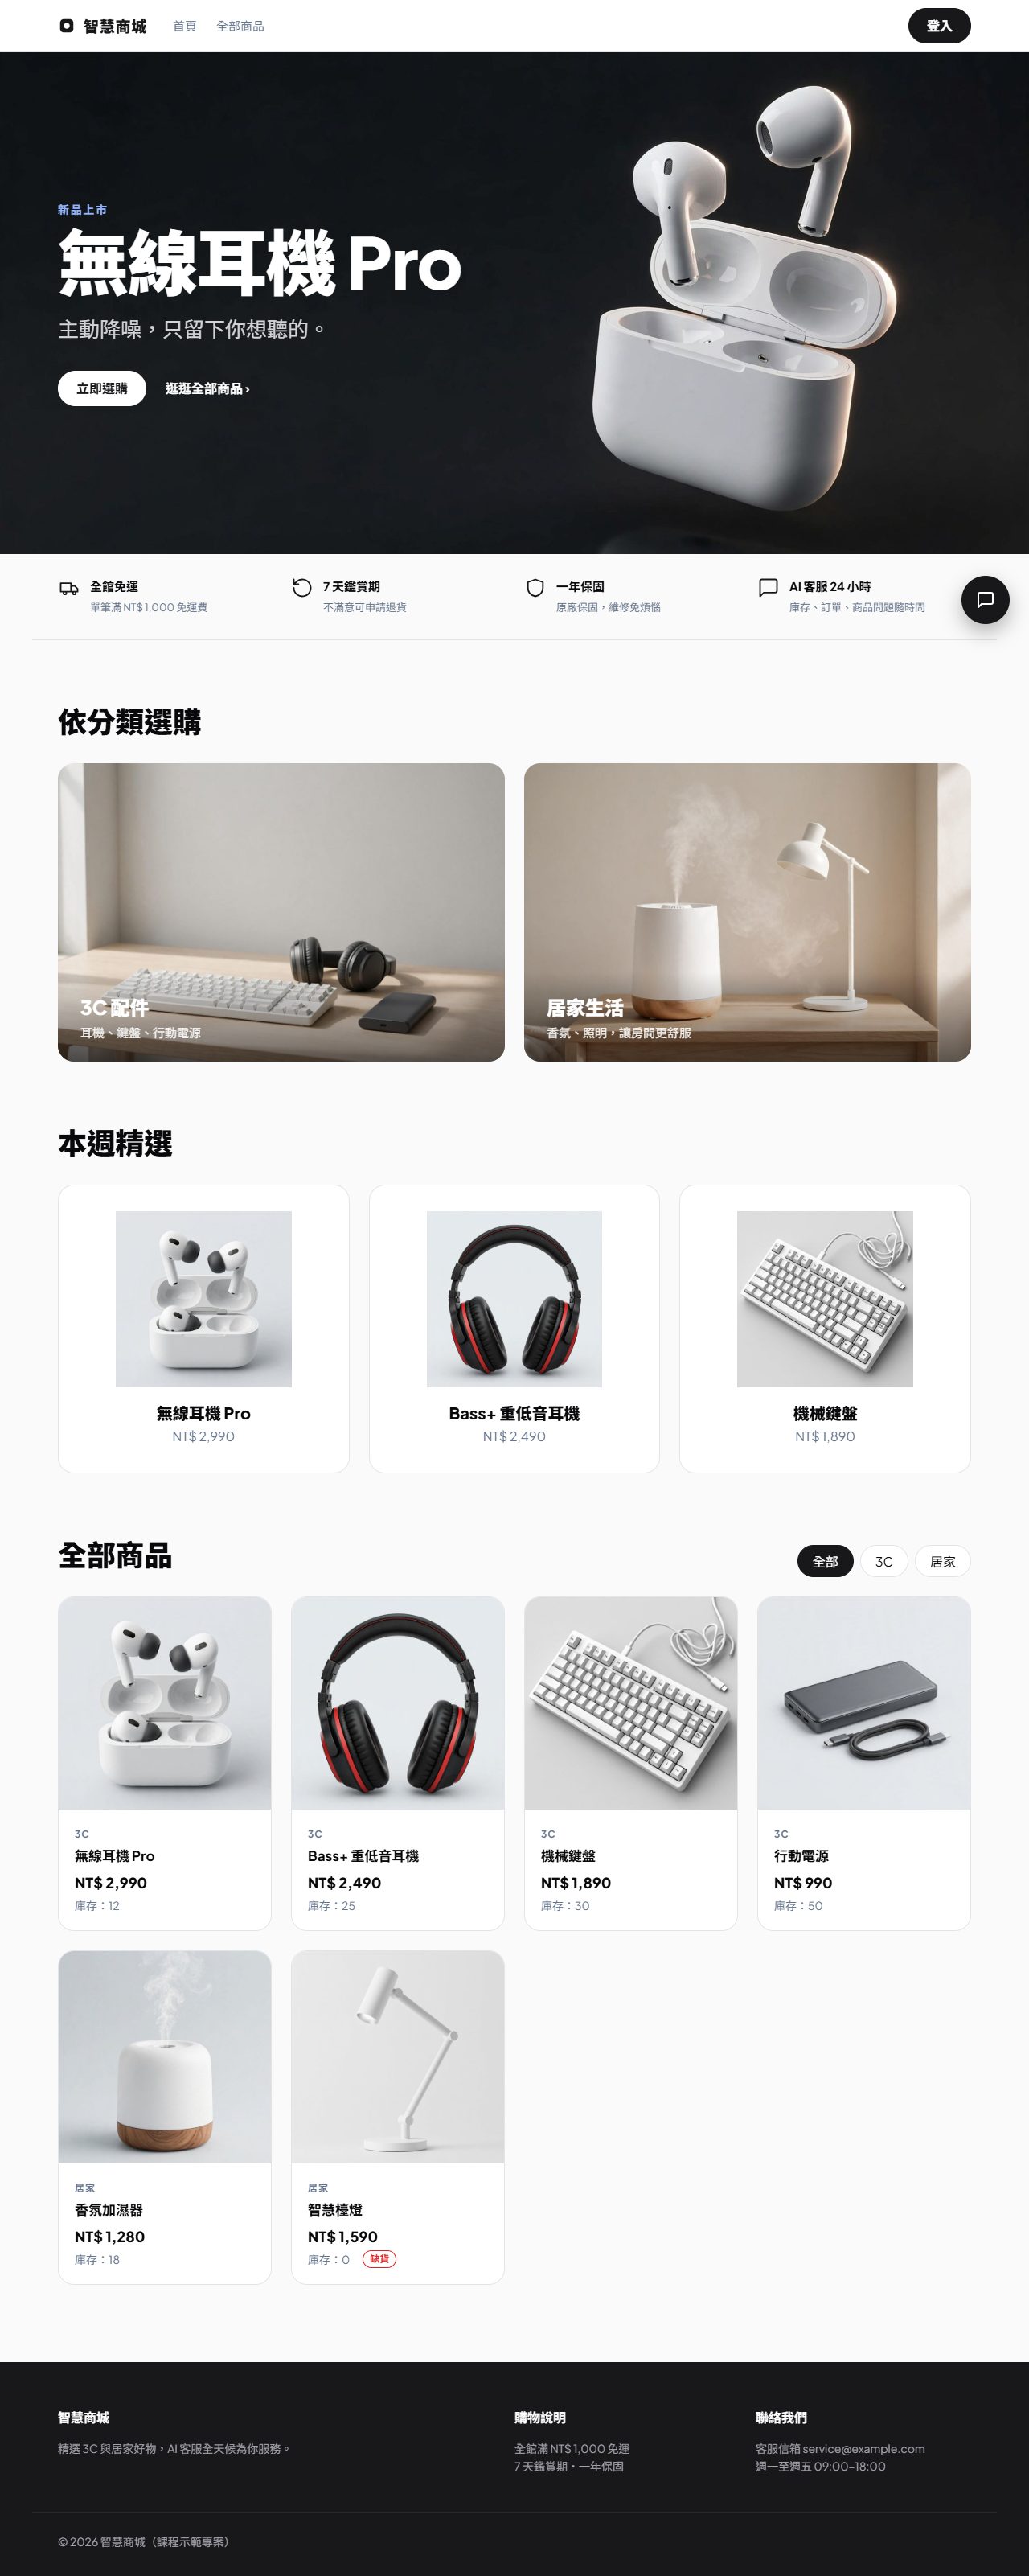 智慧商城
首頁
全部商品
登入
新品上市
無線耳機 Pro
主動降噪，只留下你想聽的。
立即選購
逛逛全部商品 ›
全館免運
單筆滿 NT$ 1,000 免運費
7 天鑑賞期
不滿意可申請退貨
一年保固
原廠保固，維修免煩惱
AI 客服 24 小時
庫存、訂單、商品問題隨時問
依分類選購
3C 配件
耳機、鍵盤、行動電源
居家生活
香氛、照明，讓房間更舒服
本週精選
無線耳機 Pro
NT$ 2,990
Bass+ 重低音耳機
NT$ 2,490
機械鍵盤
NT$ 1,890
全部商品
全部
3C
居家
3C
無線耳機 Pro
NT$ 2,990
庫存：12
3C
Bass+ 重低音耳機
NT$ 2,490
庫存：25
3C
機械鍵盤
NT$ 1,890
庫存：30
3C
行動電源
NT$ 990
庫存：50
居家
香氛加濕器
NT$ 1,280
庫存：18
居家
智慧檯燈
NT$ 1,590
庫存：0 缺貨
智慧商城
精選 3C 與居家好物，AI 客服全天候為你服務。
購物說明
全館滿 NT$ 1,000 免運
7 天鑑賞期・一年保固
聯絡我們
客服信箱 service@example.com
週一至週五 09:00–18:00
© 2026 智慧商城（課程示範專案）